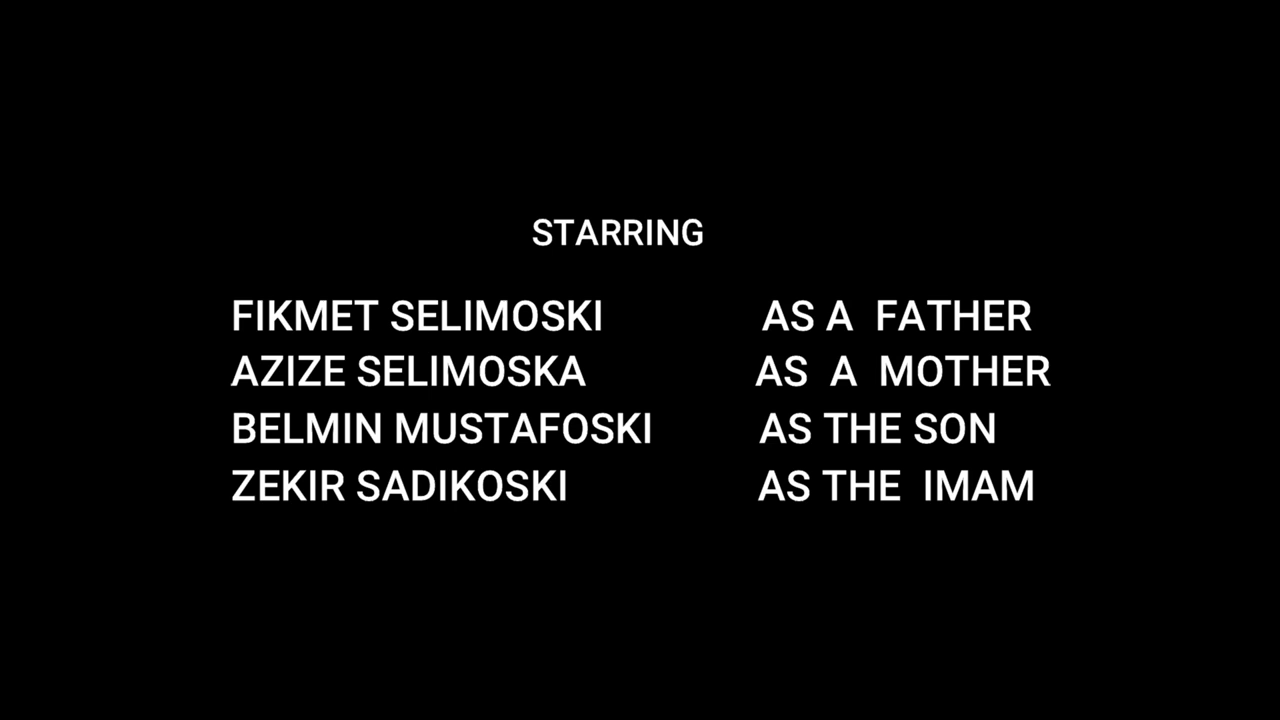 STARRING
FIKMET SELIMOSKI AS A FATHER
AZIZE SELIMOSKA AS A MOTHER
BELMIN MUSTAFOSKI AS THE SON
ZEKIR SADIKOSKI AS THE IMAM